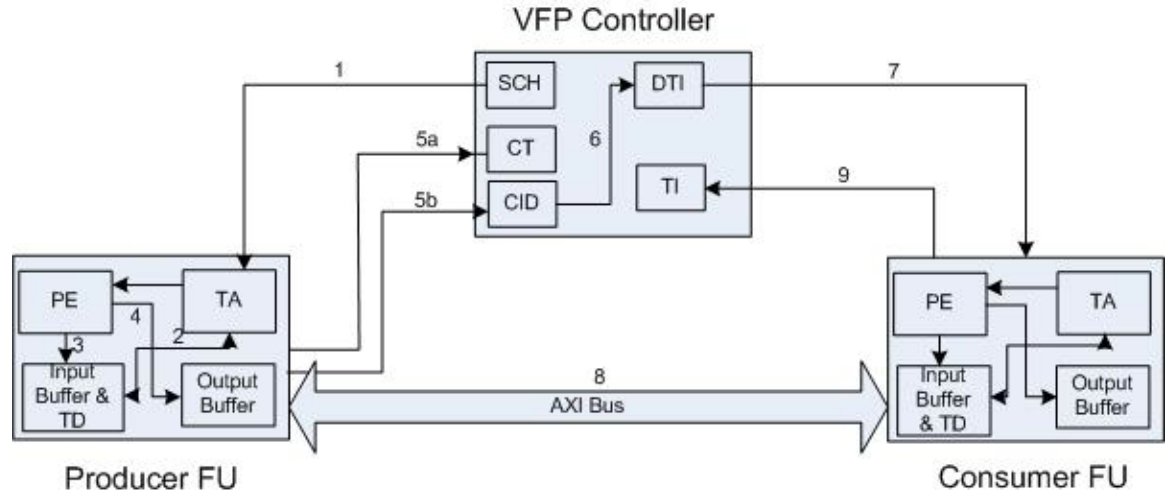 VFP Controller
1
SCH
DTI
7
5a
CT
6
TI
9
5b
CID
PE
TA
4
2
3
Input
Buffer &
TD
Output
Buffer
8
AXI Bus
PE
TA
Input
Buffer
& TD
Output
Buffer
Producer FU
Consumer FU